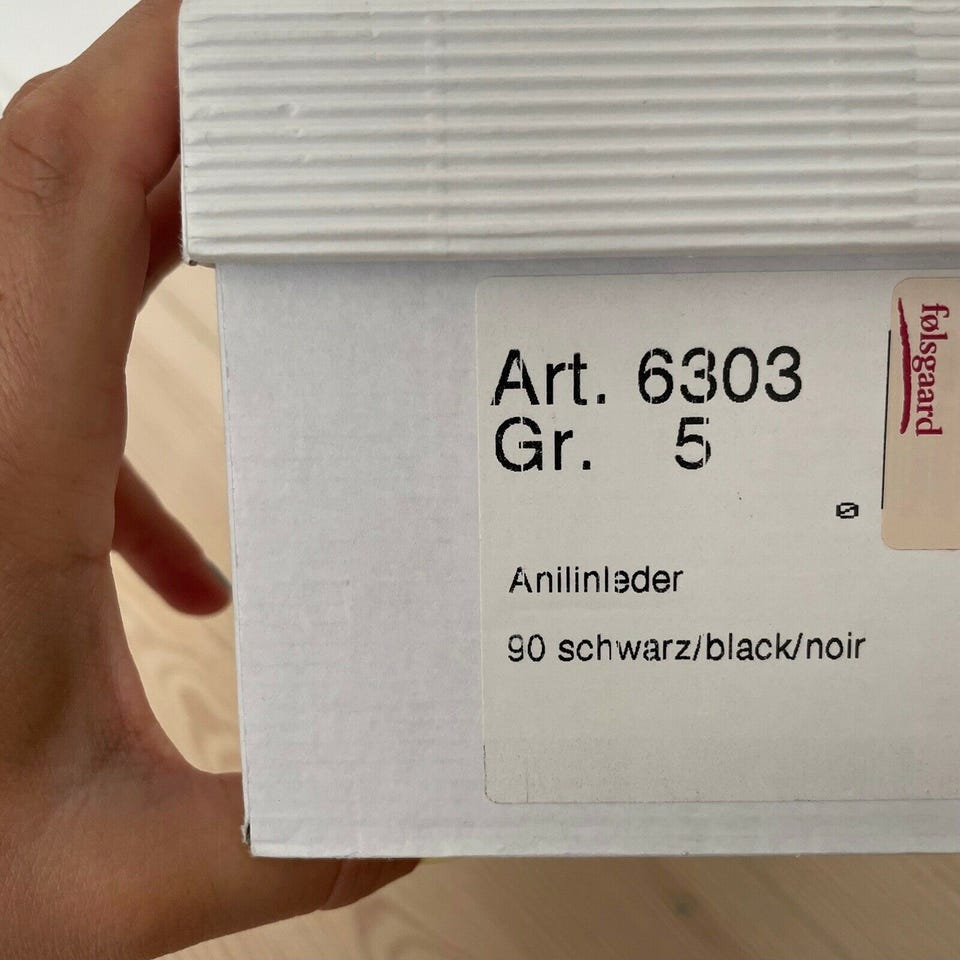 Art. 6303
Gr. 5
Anilinleder
90 schwarz/black/noir
følsgaard